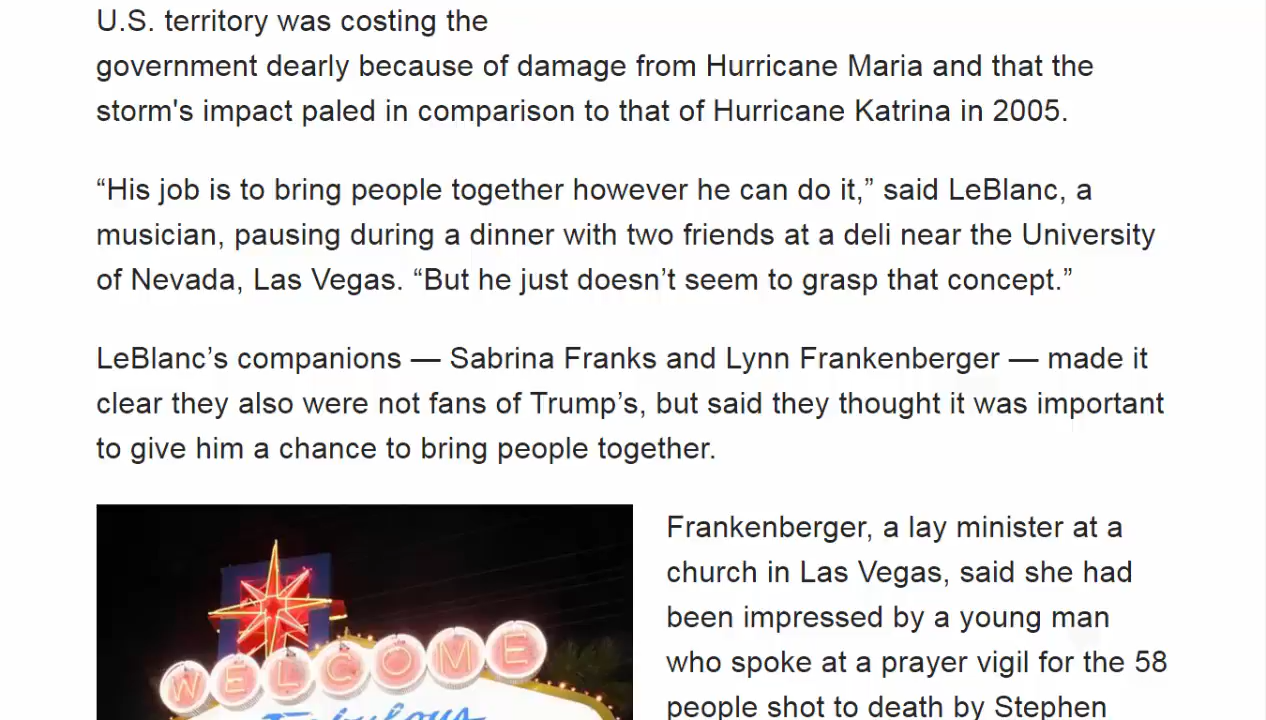 U.S. territory was costing the
government dearly because of damage from Hurricane Maria and that the
storm's impact paled in comparison to that of Hurricane Katrina in 2005.
“His job is to bring people together however he can do it,” said LeBlanc, a
musician, pausing during a dinner with two friends at a deli near the University
of Nevada, Las Vegas. “But he just doesn’t seem to grasp that concept.”
LeBlanc’s companions — Sabrina Franks and Lynn Frankenberger — made it
clear they also were not fans of Trump’s, but said they thought it was important
to give him a chance to bring people together.
WELCOME
Fabulous
Frankenberger, a lay minister at a
church in Las Vegas, said she had
been impressed by a young man
who spoke at a prayer vigil for the 58
people shot to death by Stephen